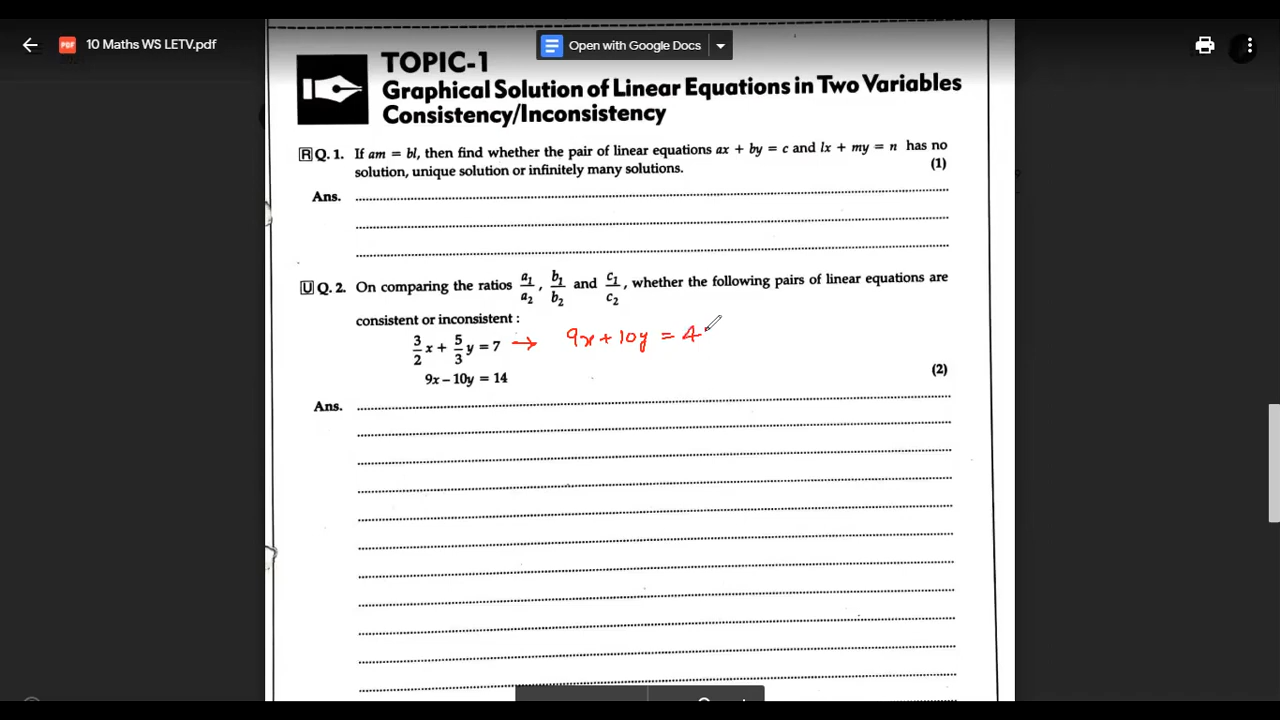 10 Maths WS LETV.pdf
Open with Google Docs
TOPIC-1
Graphical Solution of Linear Equations in Two Variables
Consistency/Inconsistency
R Q. 1. If am = bl, then find whether the pair of linear equations ax + by = c and lx + my = n has no
solution, unique solution or infinitely many solutions. (1)
Ans.
U Q. 2. On comparing the ratios a₁/a₂, b₁/b₂ and c₁/c₂, whether the following pairs of linear equations are
consistent or inconsistent :
3/2 x + 5/3 y = 7 → 9x + 10y = 4
9x – 10y = 14 (2)
Ans.